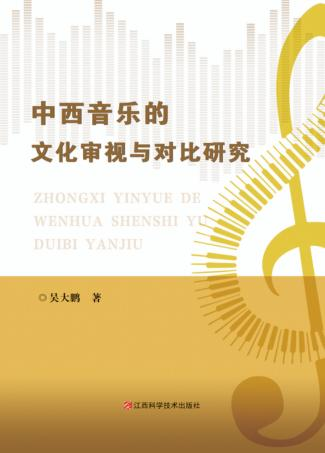 中西音乐的
文化审视与对比研究
ZHONGXI YINYUE DE
WENHUA SHENSHI YU
DUIBI YANJIU
吴大鹏 著
江西科学技术出版社